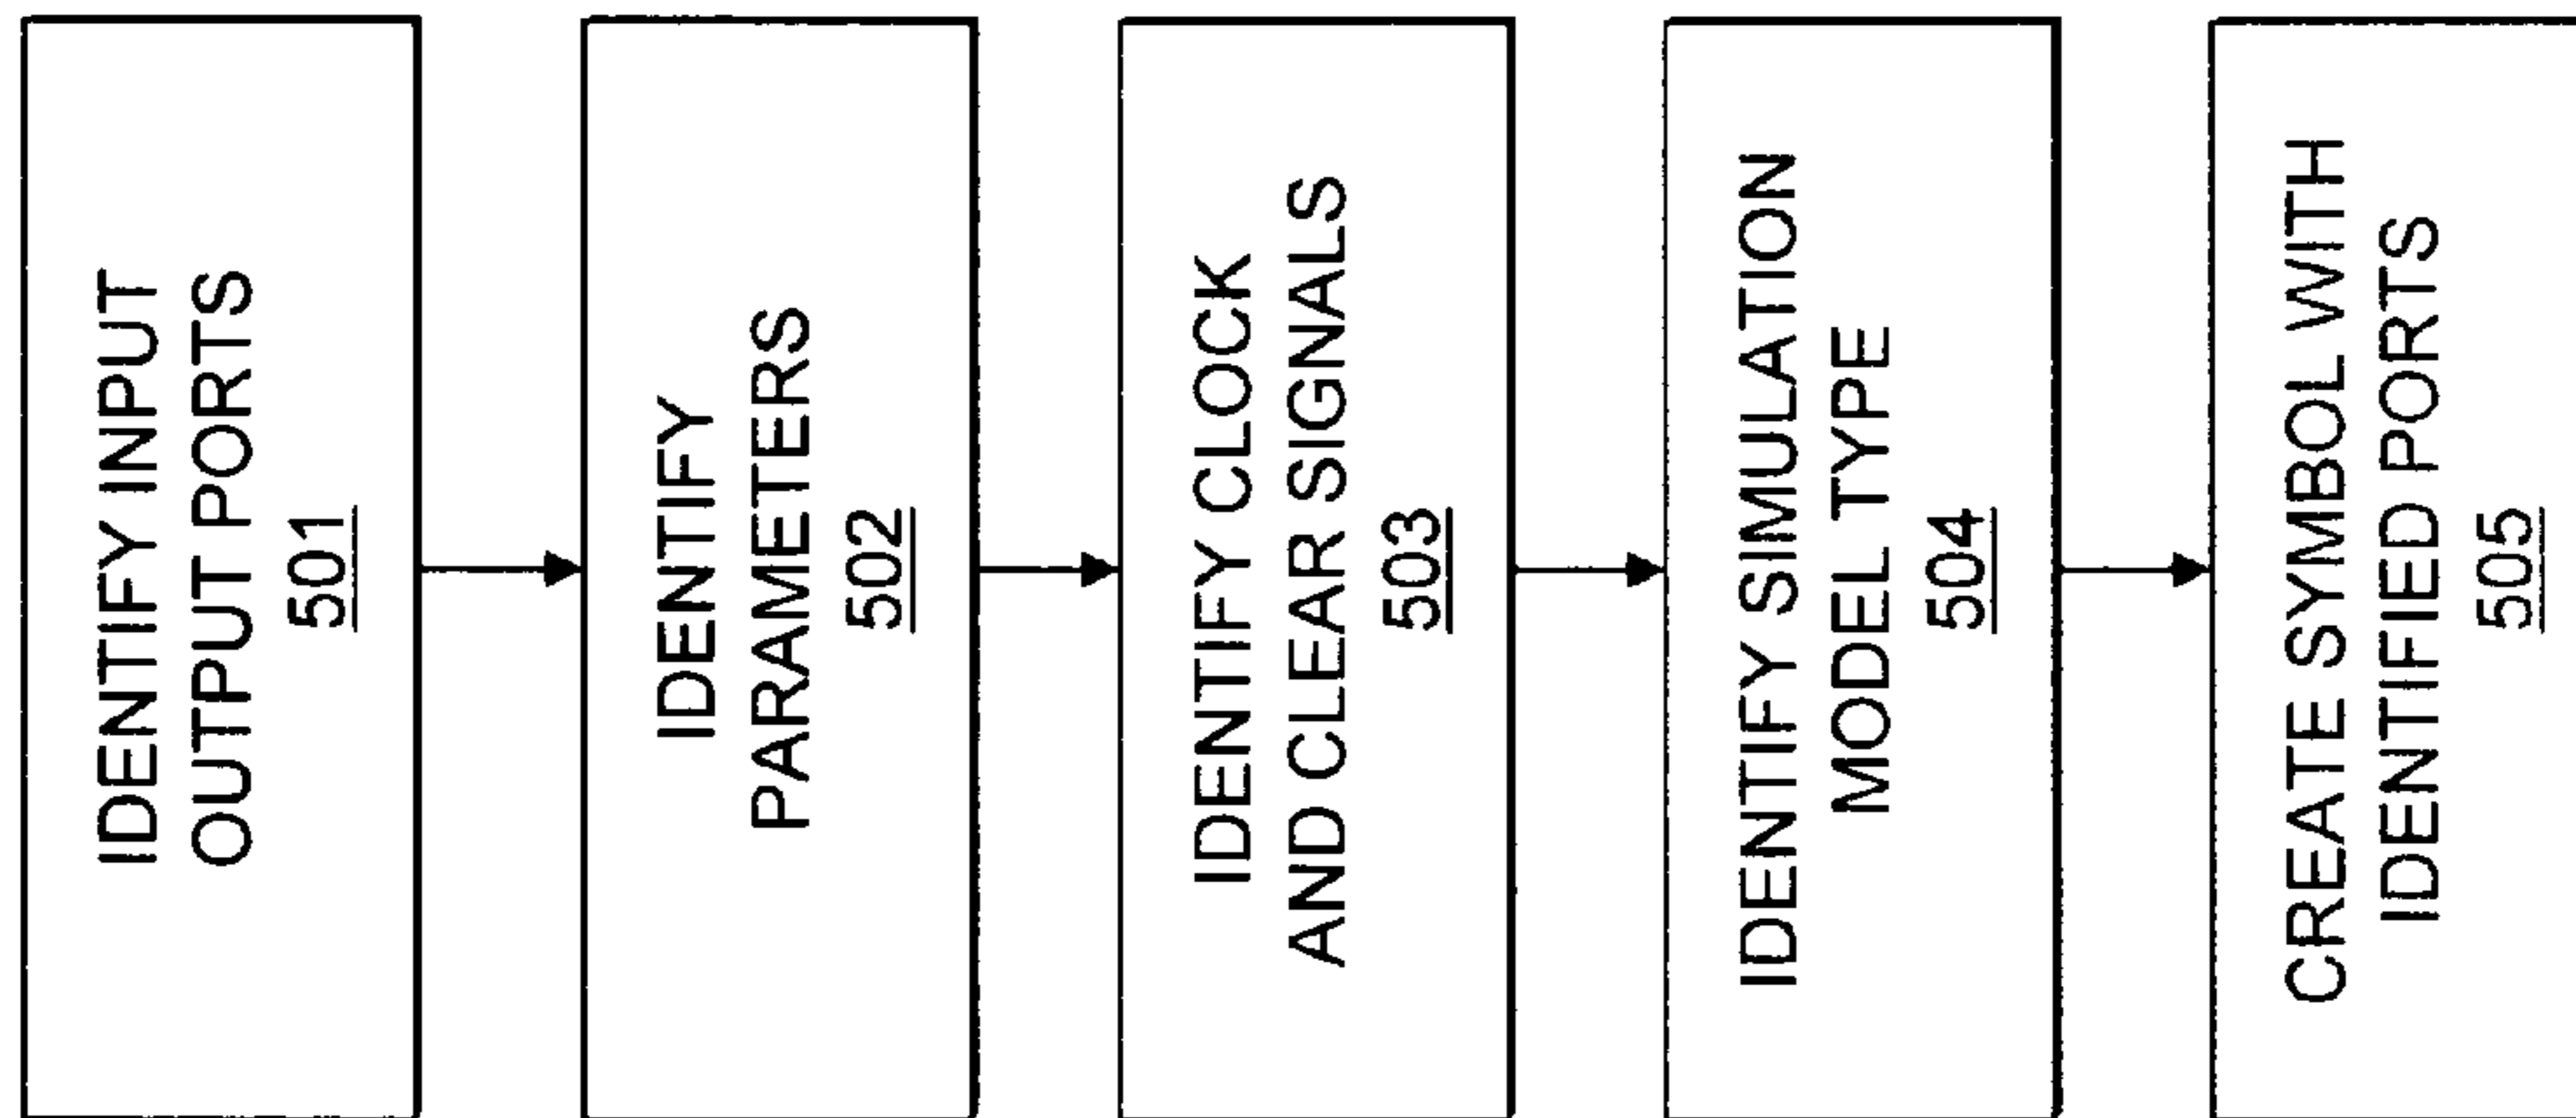 IDENTIFY INPUT
OUTPUT PORTS
501
IDENTIFY
PARAMETERS
502
IDENTIFY CLOCK
AND CLEAR SIGNALS
503
IDENTIFY SIMULATION
MODEL TYPE
504
CREATE SYMBOL WITH
IDENTIFIED PORTS
505